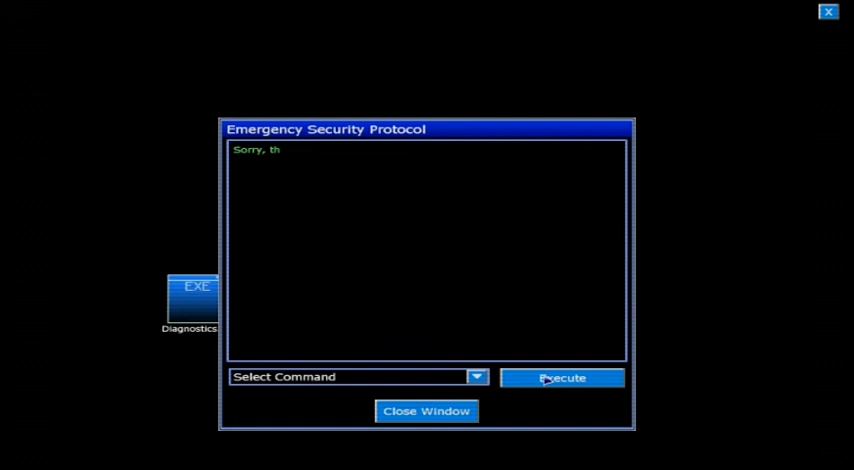 X
Emergency Security Protocol
Sorry, th
EXE
Diagnostics
Select Command
Execute
Close Window